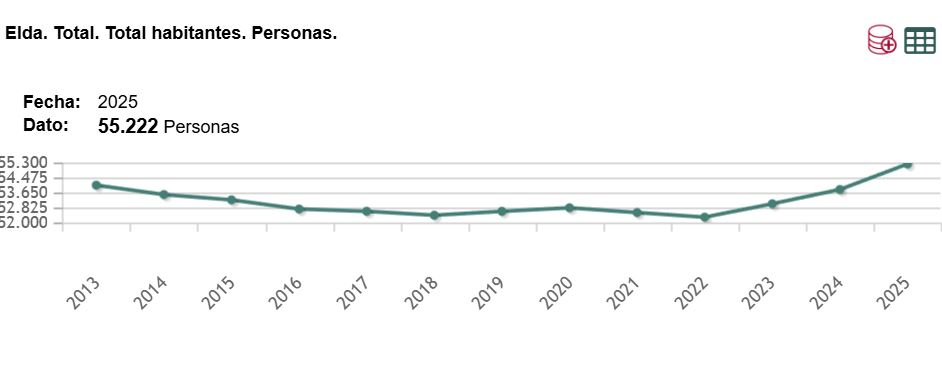 Elda. Total. Total habitantes. Personas.
Fecha: 2025
Dato: 55.222 Personas
55.300
54.475
53.650
52.825
52.000
2013 2014 2015 2016 2017 2018 2019 2020 2021 2022 2023 2024 2025